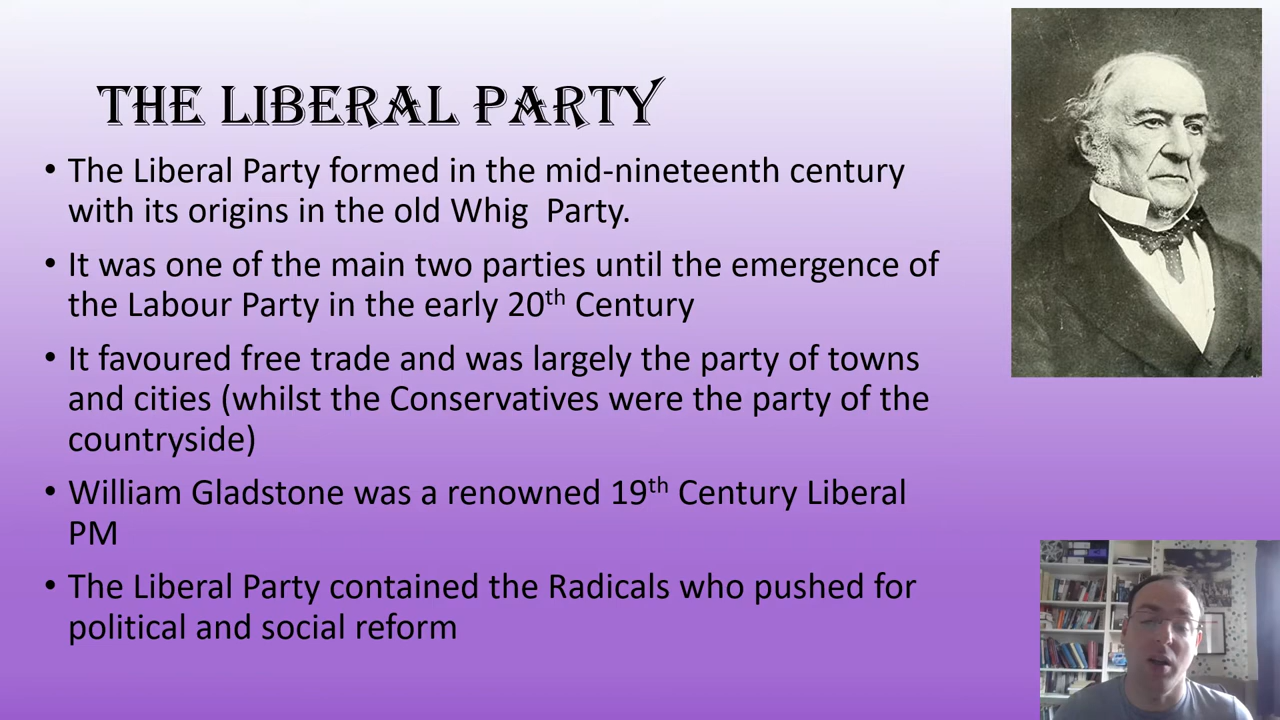 THE LIBERAL PARTY
• The Liberal Party formed in the mid-nineteenth century
with its origins in the old Whig  Party.
• It was one of the main two parties until the emergence of
the Labour Party in the early 20th Century
• It favoured free trade and was largely the party of towns
and cities (whilst the Conservatives were the party of the
countryside)
• William Gladstone was a renowned 19th Century Liberal
PM
• The Liberal Party contained the Radicals who pushed for
political and social reform